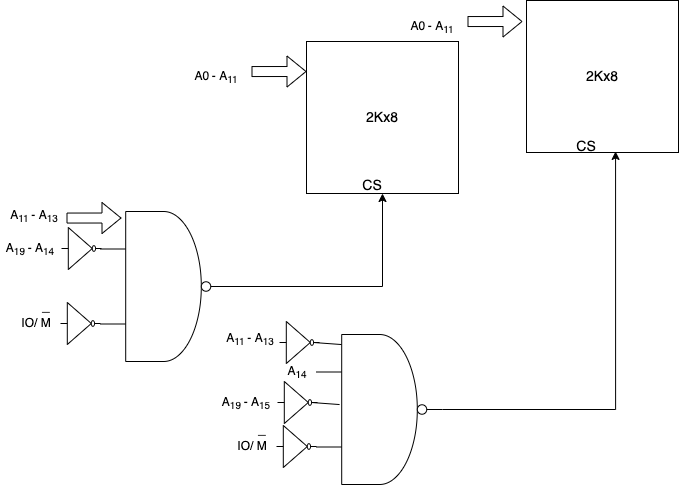 A0 - A11
2Kx8
CS
A0 - A11
2Kx8
CS
A11 - A13
A19 - A14
IO/ M̅
A11 - A13
A14
A19 - A15
IO/ M̅